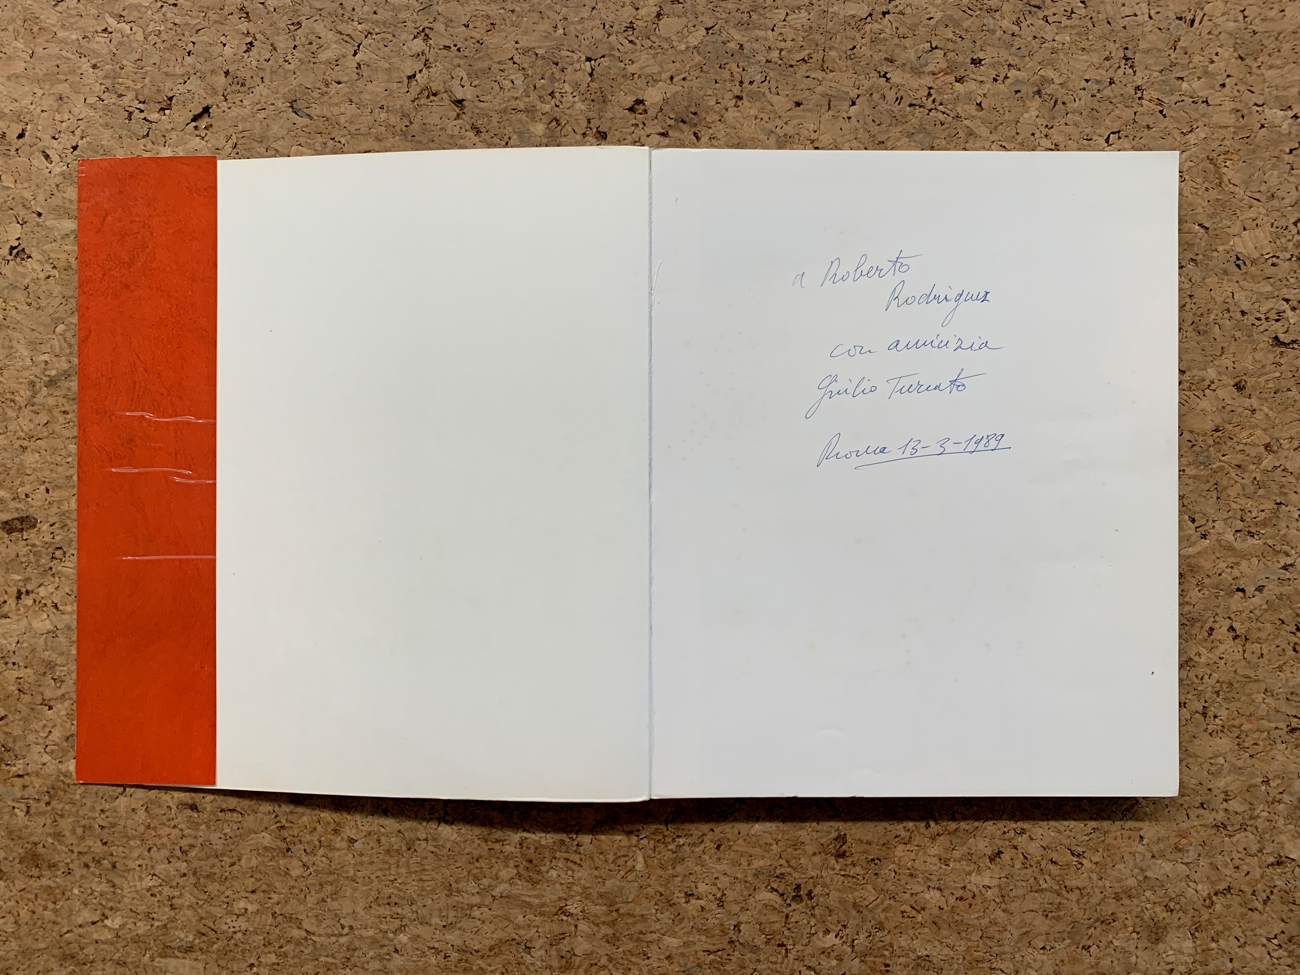 a Roberto
Rodriguez
con amicizia
Giulio Turcato
Roma 13-3-1989